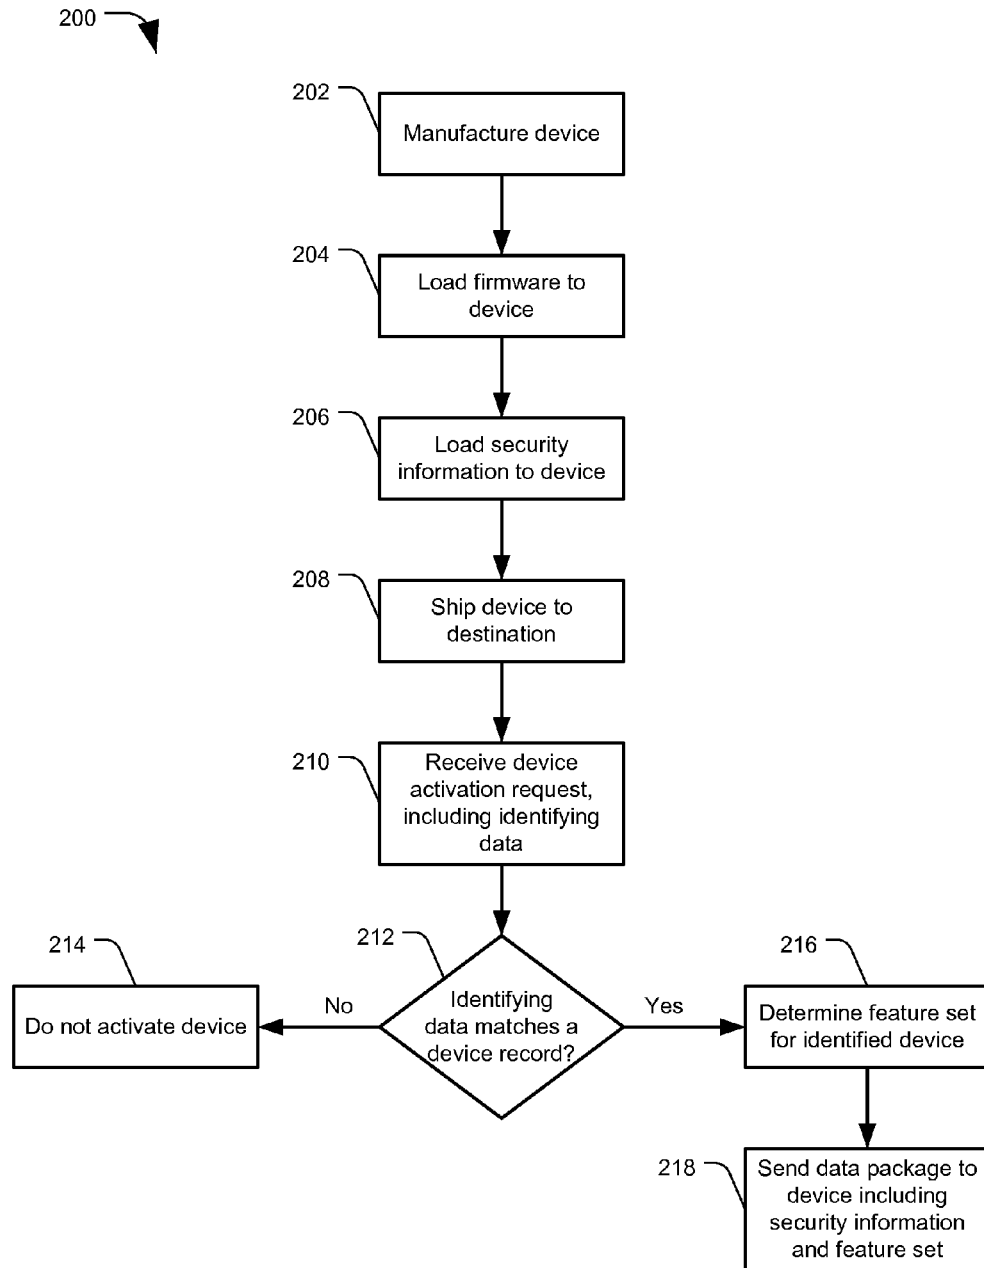 200
202
Manufacture device
204
Load firmware to
device
206
Load security
information to device
208
Ship device to
destination
210
Receive device
activation request,
including identifying
data
212
Identifying
data matches a
device record?
No
Yes
214
Do not activate device
216
Determine feature set
for identified device
218
Send data package to
device including
security information
and feature set